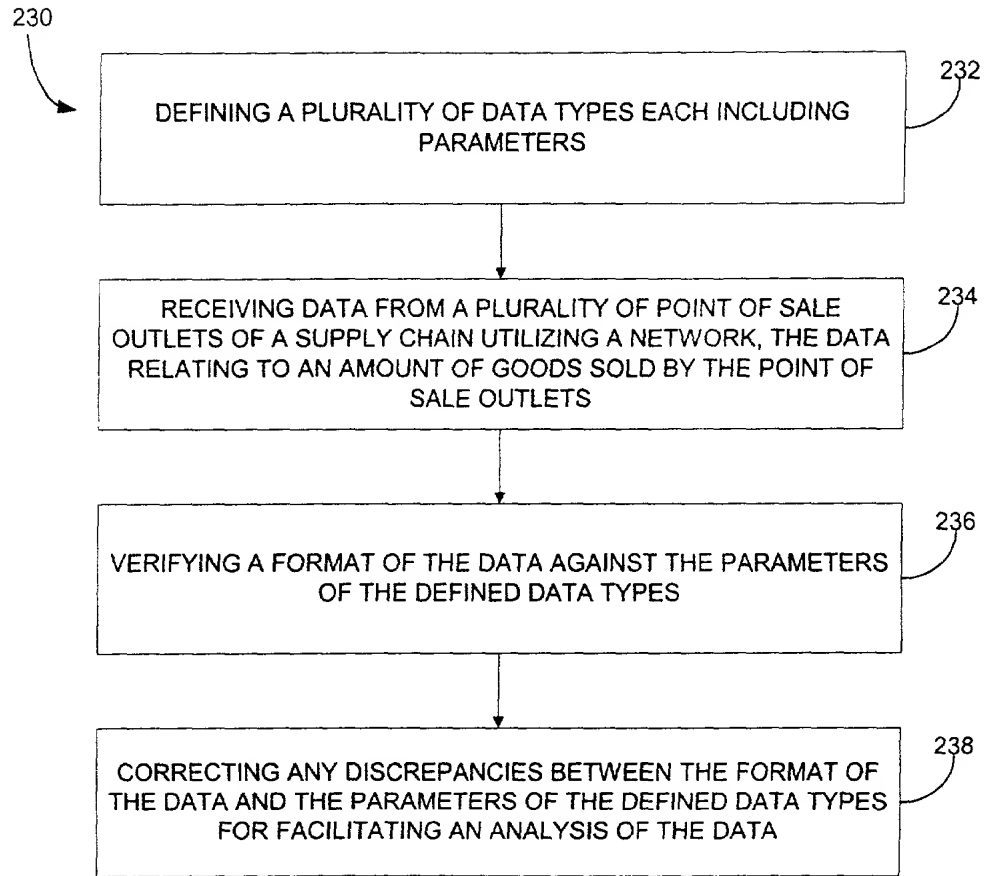 230
232
DEFINING A PLURALITY OF DATA TYPES EACH INCLUDING
PARAMETERS
234
RECEIVING DATA FROM A PLURALITY OF POINT OF SALE
OUTLETS OF A SUPPLY CHAIN UTILIZING A NETWORK, THE DATA
RELATING TO AN AMOUNT OF GOODS SOLD BY THE POINT OF
SALE OUTLETS
236
VERIFYING A FORMAT OF THE DATA AGAINST THE PARAMETERS
OF THE DEFINED DATA TYPES
238
CORRECTING ANY DISCREPANCIES BETWEEN THE FORMAT OF
THE DATA AND THE PARAMETERS OF THE DEFINED DATA TYPES
FOR FACILITATING AN ANALYSIS OF THE DATA